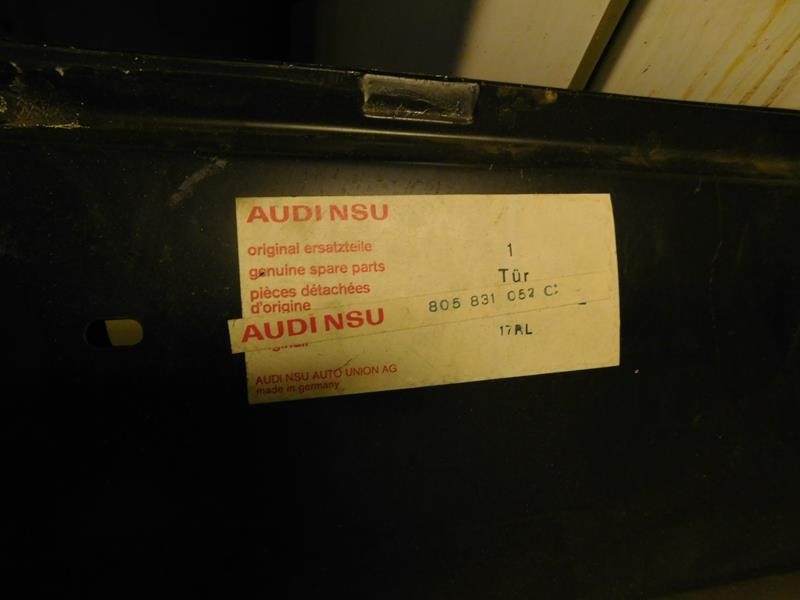 AUDI NSU
original ersatzteile
genuine spare parts
pièces détachées
d'origine
1
Tür
AUDI NSU
805 831 052 C
17RL
AUDI NSU AUTO UNION AG
made in germany